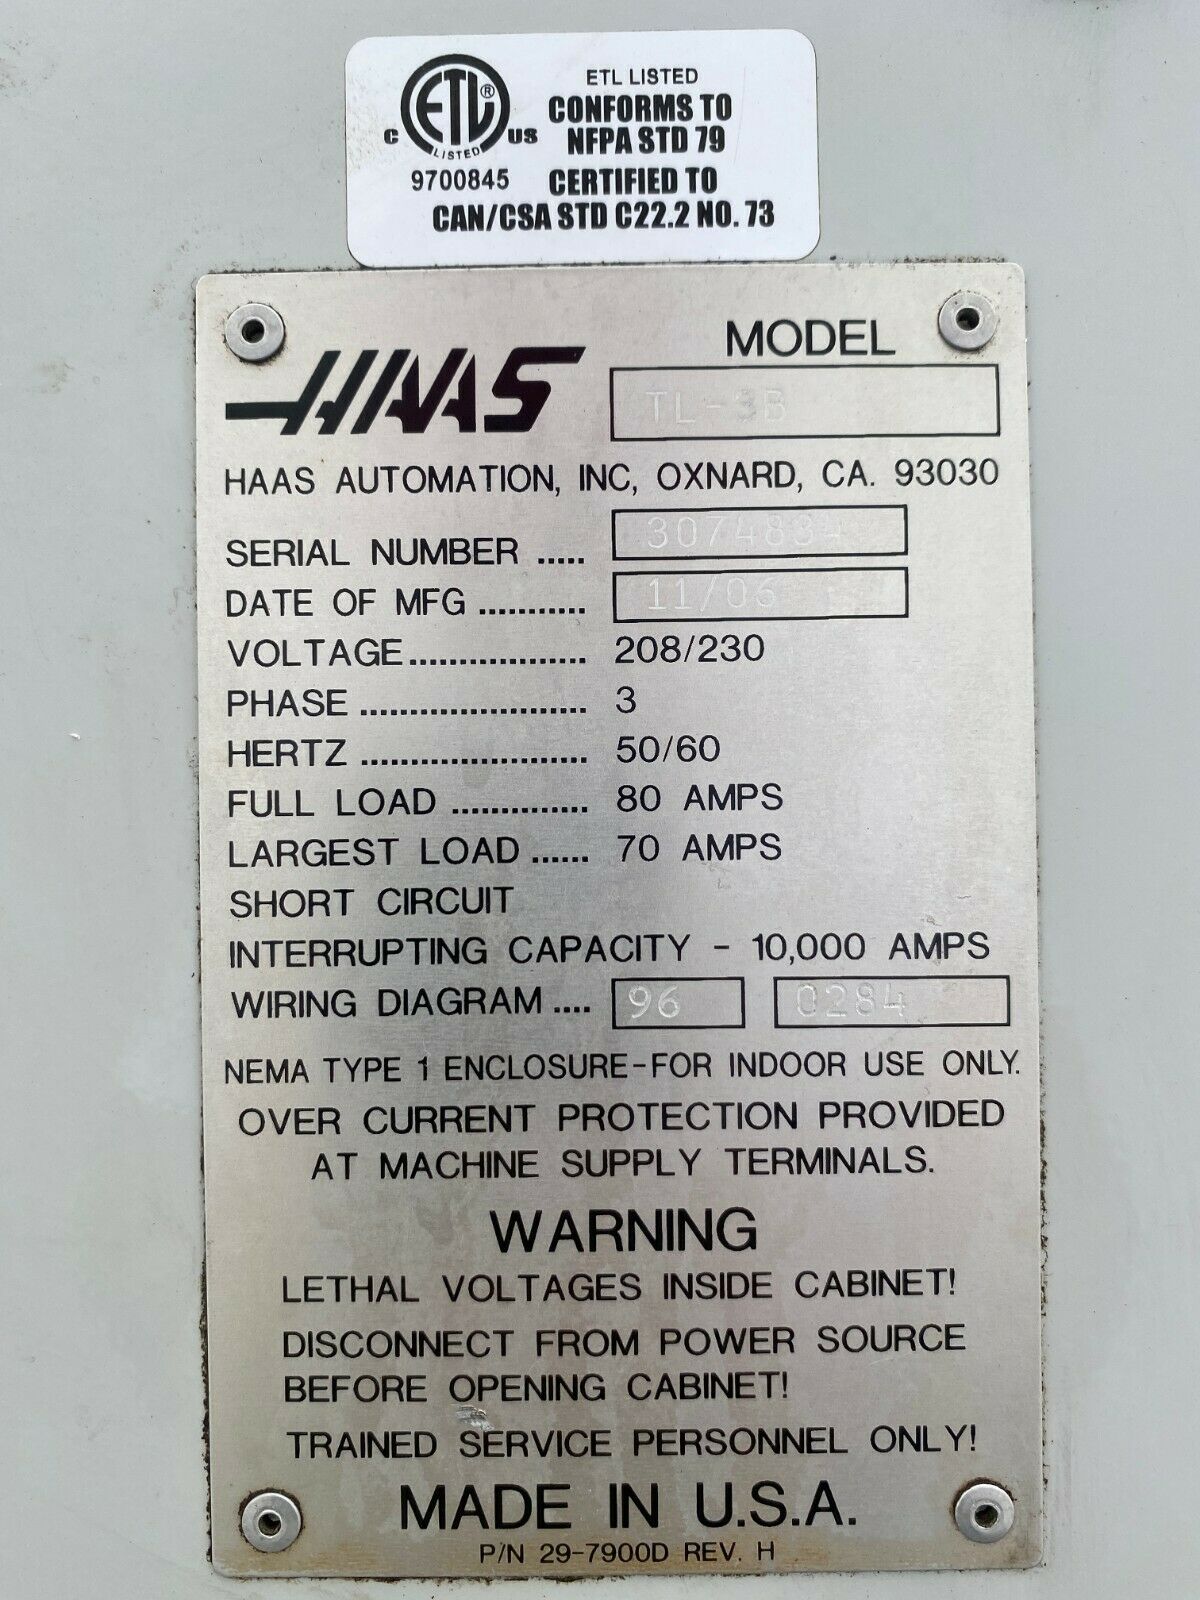 ETL LISTED
CONFORMS TO
NFPA STD 79
ETL ®
LISTED
C US
9700845
CERTIFIED TO
CAN/CSA STD C22.2 NO. 73
HAAS
MODEL
TL-3B
HAAS AUTOMATION, INC, OXNARD, CA. 93030
SERIAL NUMBER ..... 3074834
DATE OF MFG ........... 11/06
VOLTAGE.................. 208/230
PHASE ....................... 3
HERTZ ....................... 50/60
FULL LOAD .............. 80 AMPS
LARGEST LOAD ...... 70 AMPS
SHORT CIRCUIT
INTERRUPTING CAPACITY - 10,000 AMPS
WIRING DIAGRAM .... 96 0284
NEMA TYPE 1 ENCLOSURE-FOR INDOOR USE ONLY.
OVER CURRENT PROTECTION PROVIDED
AT MACHINE SUPPLY TERMINALS.
WARNING
LETHAL VOLTAGES INSIDE CABINET!
DISCONNECT FROM POWER SOURCE
BEFORE OPENING CABINET!
TRAINED SERVICE PERSONNEL ONLY!
MADE IN U.S.A.
P/N 29-7900D REV. H